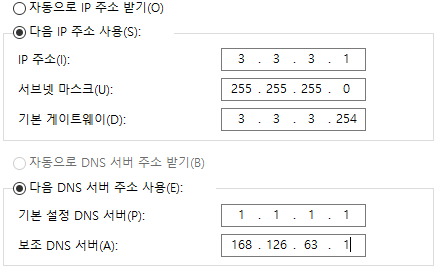 자동으로 IP 주소 받기(O)
다음 IP 주소 사용(S):
IP 주소(I): 3 . 3 . 3 . 1
서브넷 마스크(U): 255 . 255 . 255 . 0
기본 게이트웨이(D): 3 . 3 . 3 . 254
자동으로 DNS 서버 주소 받기(B)
다음 DNS 서버 주소 사용(E):
기본 설정 DNS 서버(P): 1 . 1 . 1 . 1
보조 DNS 서버(A): 168 . 126 . 63 . 1